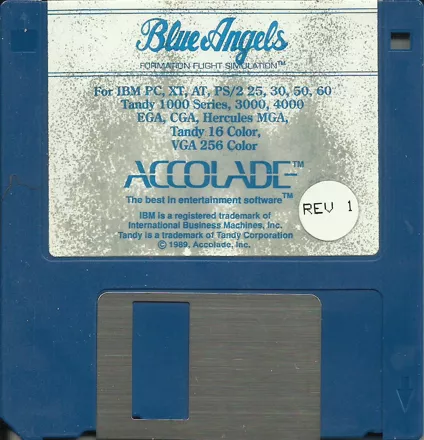 Blue Angels
FORMATION FLIGHT SIMULATION™
For IBM PC, XT, AT, PS/2 25, 30, 50, 60
Tandy 1000 Series, 3000, 4000
EGA, CGA, Hercules MGA,
Tandy 16 Color,
VGA 256 Color
ACCOLADE™
The best in entertainment software™
REV 1
IBM is a registered trademark of
International Business Machines, Inc.
Tandy is a trademark of Tandy Corporation
© 1989, Accolade, Inc.